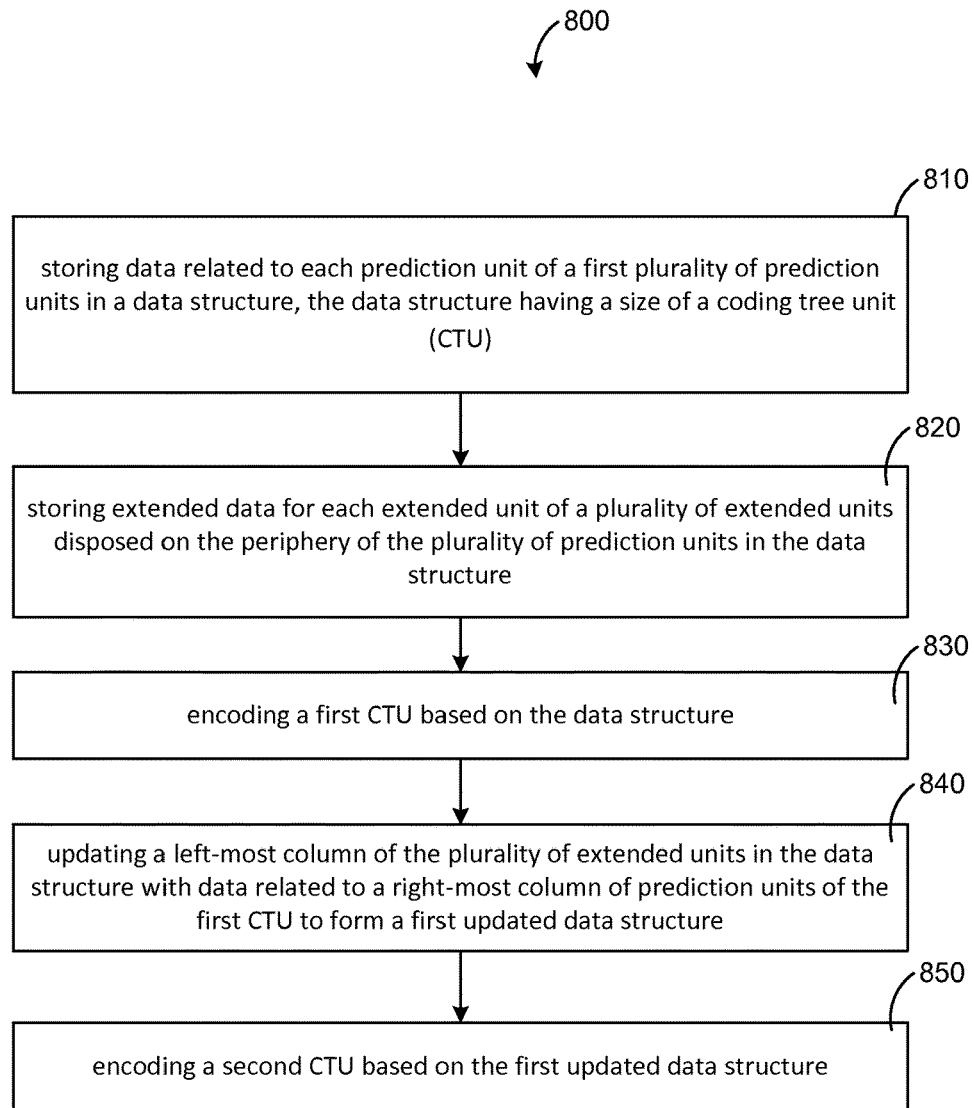 800
810
storing data related to each prediction unit of a first plurality of prediction
units in a data structure, the data structure having a size of a coding tree unit
(CTU)
820
storing extended data for each extended unit of a plurality of extended units
disposed on the periphery of the plurality of prediction units in the data
structure
830
encoding a first CTU based on the data structure
840
updating a left-most column of the plurality of extended units in the data
structure with data related to a right-most column of prediction units of the
first CTU to form a first updated data structure
850
encoding a second CTU based on the first updated data structure